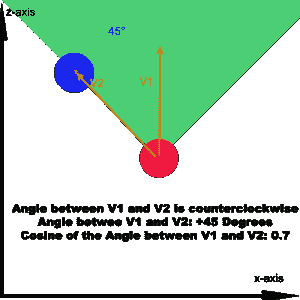 z-axis
45°
V1
V2
Angle between V1 and V2 is counterclockwise
Angle betwee V1 and V2: +45 Degrees
Cosine of the Angle between V1 and V2: 0.7
x-axis